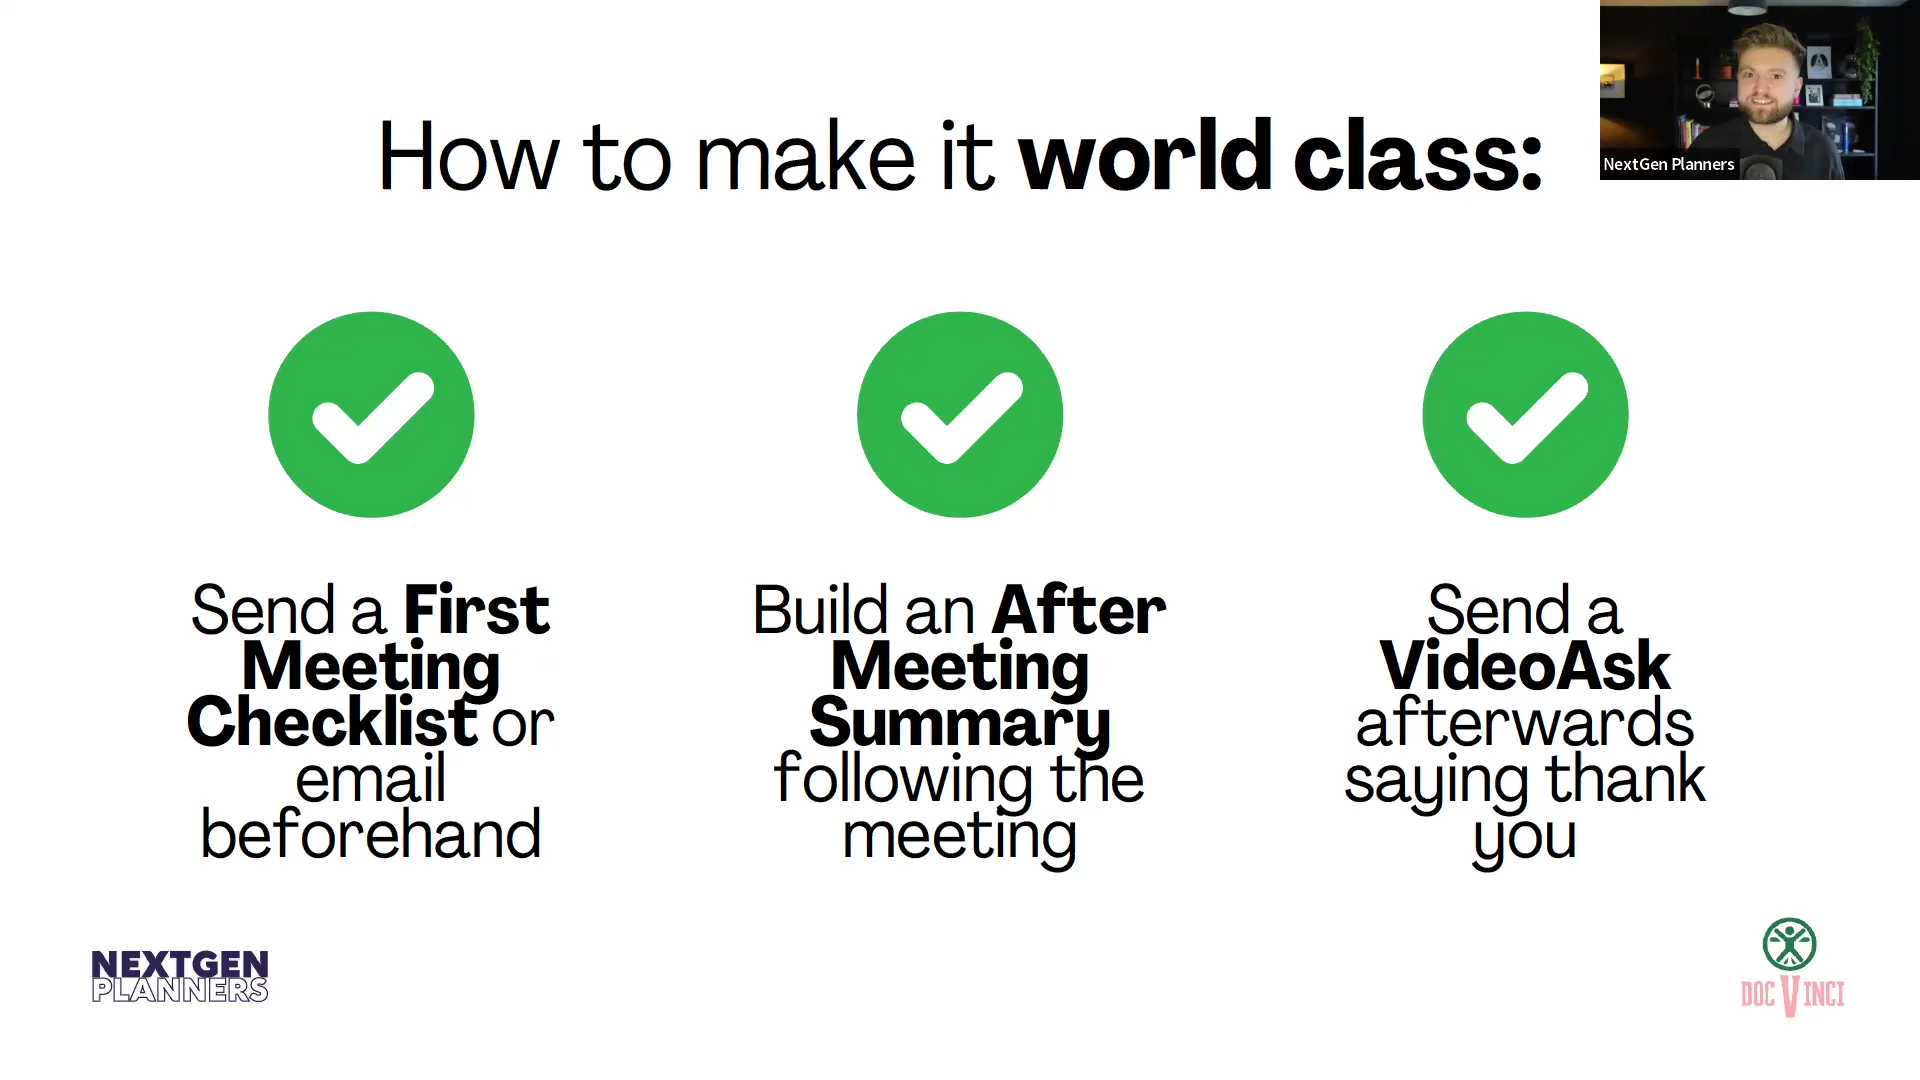 How to make it world class:
NextGen Planners
Send a First
Meeting
Checklist or
email
beforehand
Build an After
Meeting
Summary
following the
meeting
Send a
VideoAsk
afterwards
saying thank
you
NEXTGEN
PLANNERS
DOC VINCI